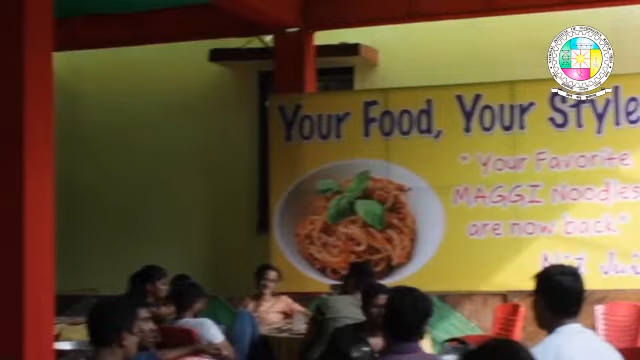 Your Food, Your Style
"Your Favorite
MAGGI Noodles
are now back"